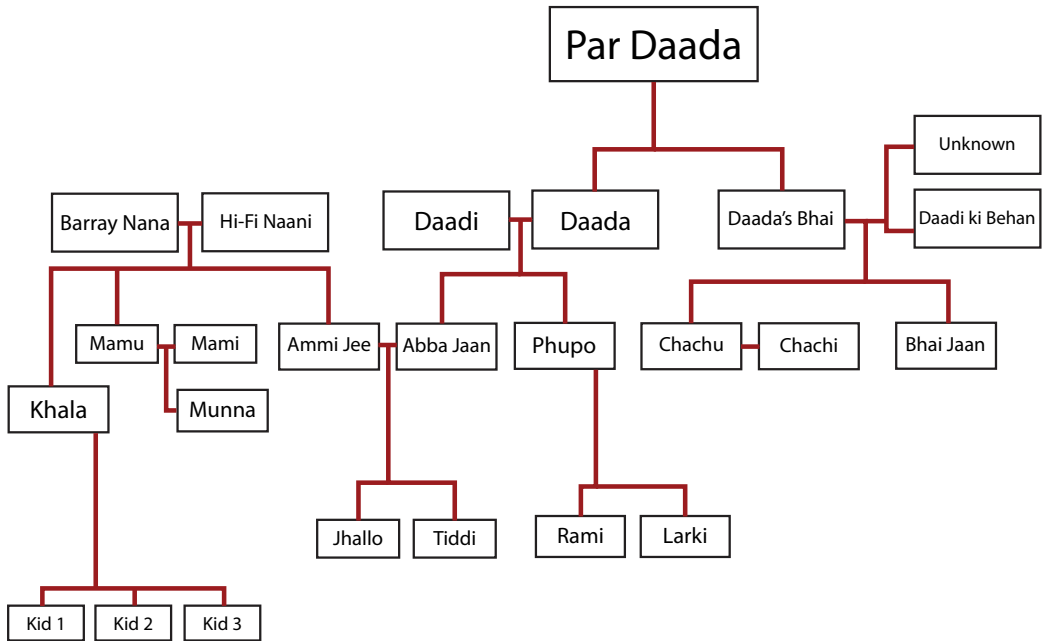 Par Daada
Unknown
Barray Nana
Hi-Fi Naani
Daadi
Daada
Daada's Bhai
Daadi ki Behan
Mamu
Mami
Ammi Jee
Abba Jaan
Phupo
Chachu
Chachi
Bhai Jaan
Khala
Munna
Jhallo
Tiddi
Rami
Larki
Kid 1
Kid 2
Kid 3